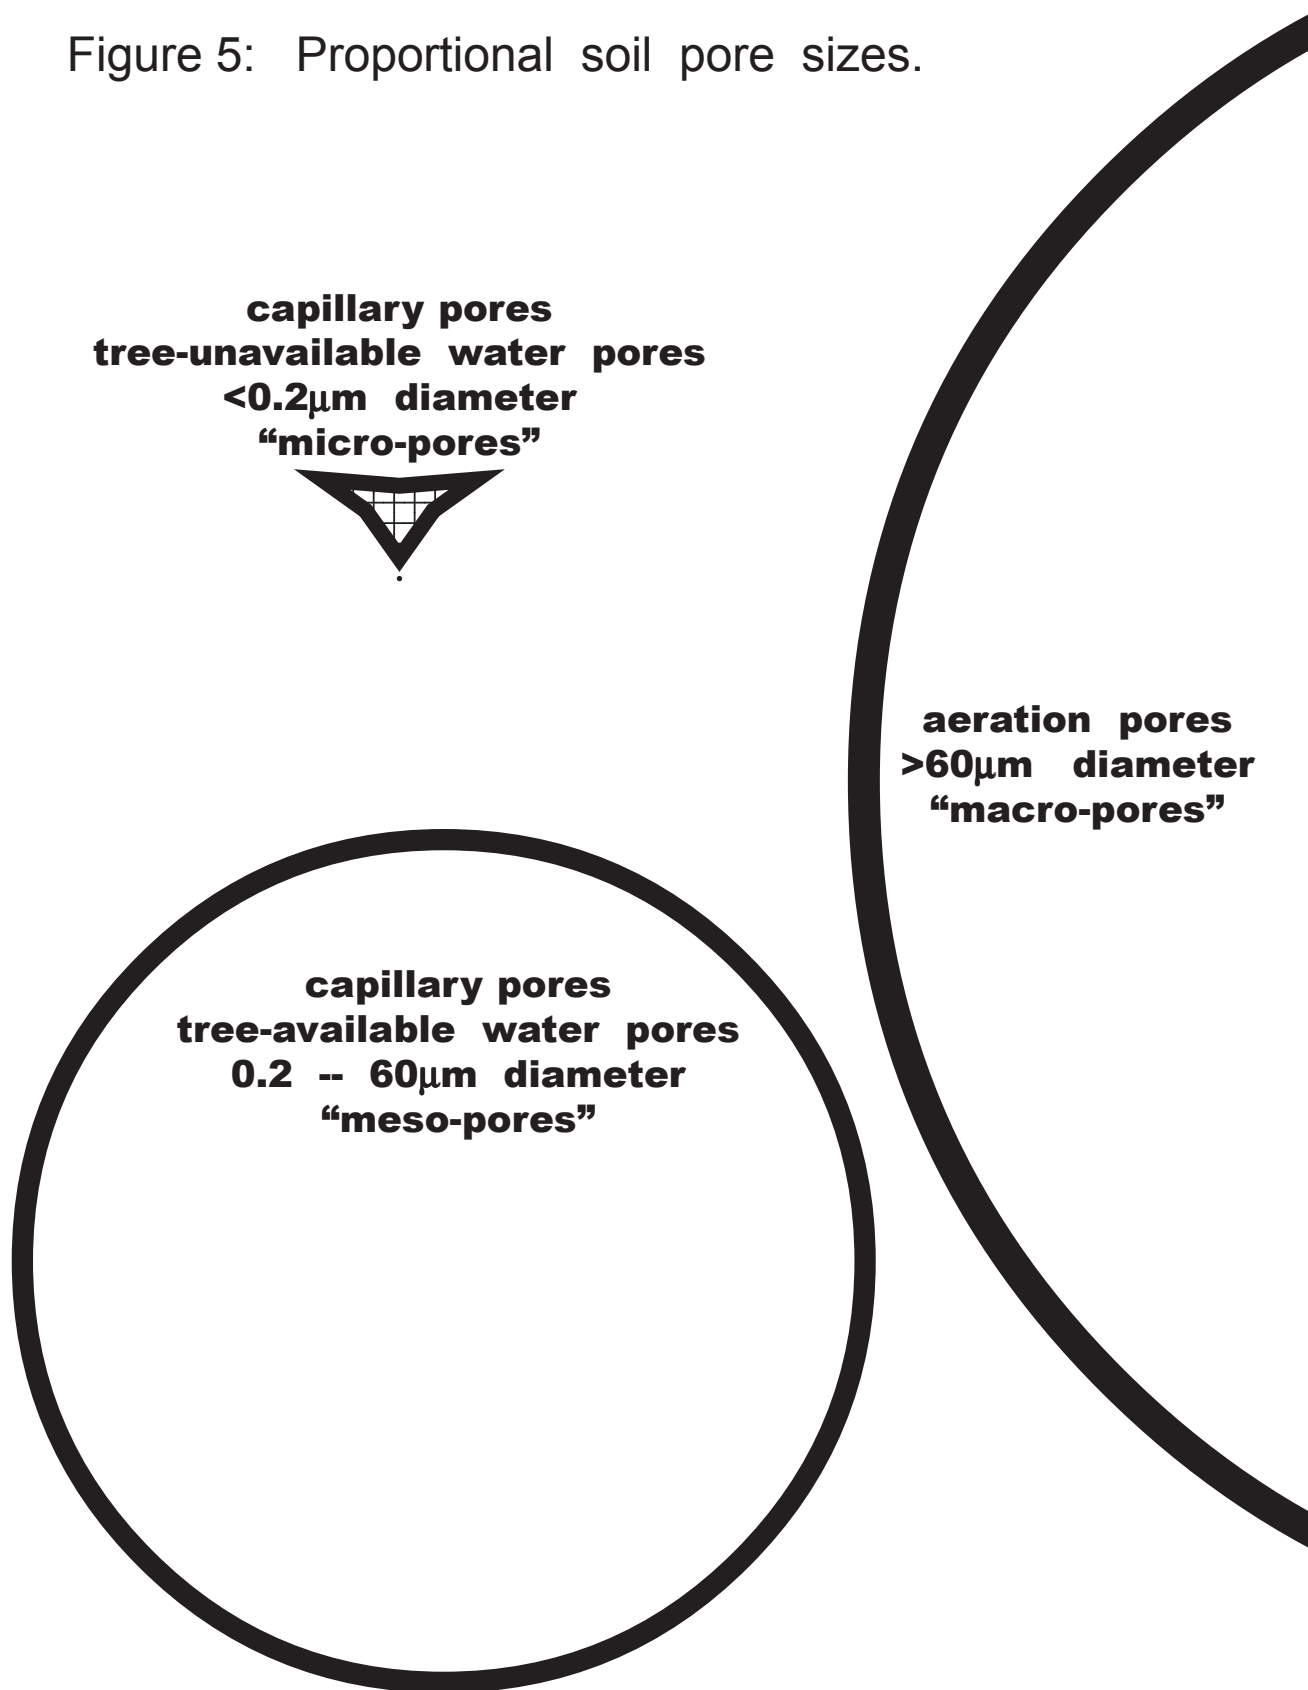 Figure 5: Proportional soil pore sizes.
capillary pores
tree-unavailable water pores
<0.2μm diameter
“micro-pores”
aeration pores
>60μm diameter
“macro-pores”
capillary pores
tree-available water pores
0.2 -- 60μm diameter
“meso-pores”